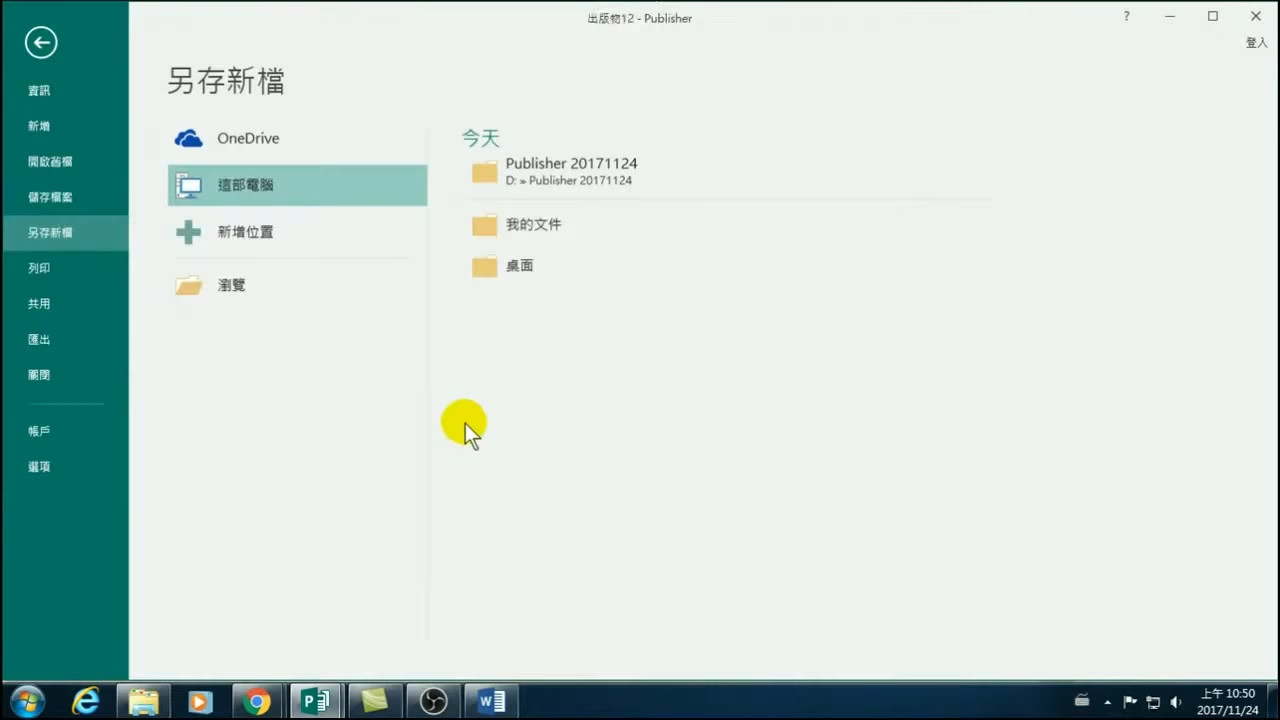 出版物12 - Publisher
?
登入
資訊
新增
開啟舊檔
儲存檔案
另存新檔
列印
共用
匯出
關閉
帳戶
選項
另存新檔
OneDrive
這部電腦
新增位置
瀏覽
今天
Publisher 20171124
D: » Publisher 20171124
我的文件
桌面
上午 10:50
2017/11/24